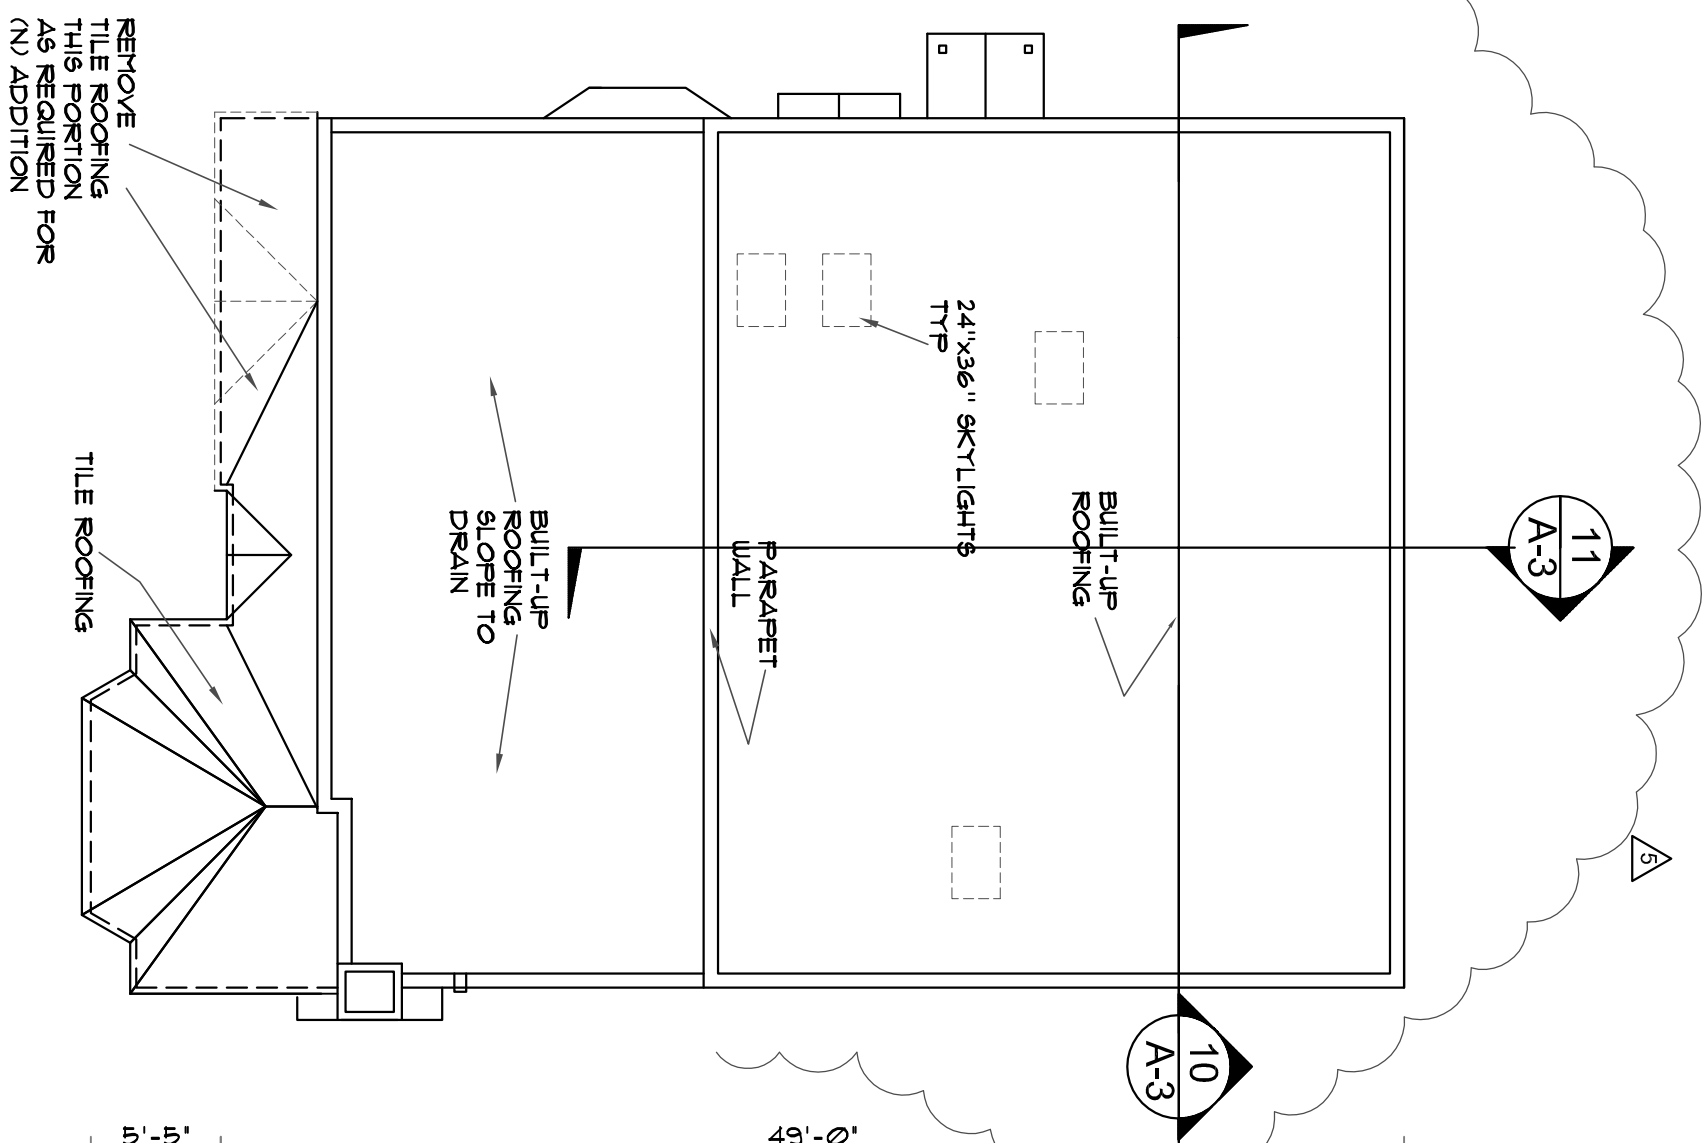 REMOVE
TILE ROOFING
THIS PORTION
AS REQUIRED FOR
(N) ADDITION
TILE ROOFING
BUILT-UP
ROOFING
SLOPE TO
DRAIN
PARAPET
WALL
24"x36" SKYLIGHTS
TYP
BUILT-UP
ROOFING
11
A-3
10
A-3
5
5'-5"
49'-0"